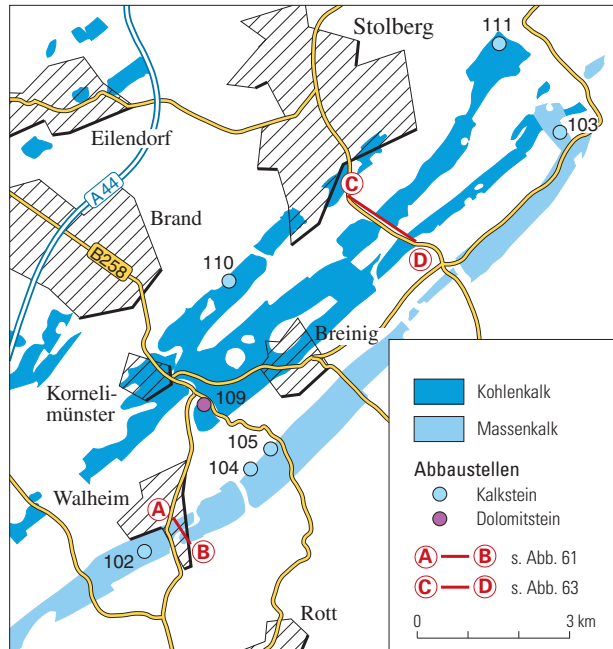 Stolberg
111
103
Eilendorf
A 44
C
Brand
B258
D
110
Breinig
Korneli-
münster
109
105
104
Walheim
A
B
102
Rott
Kohlenkalk
Massenkalk
Abbaustellen
Kalkstein
Dolomitstein
A B s. Abb. 61
C D s. Abb. 63
0 3 km